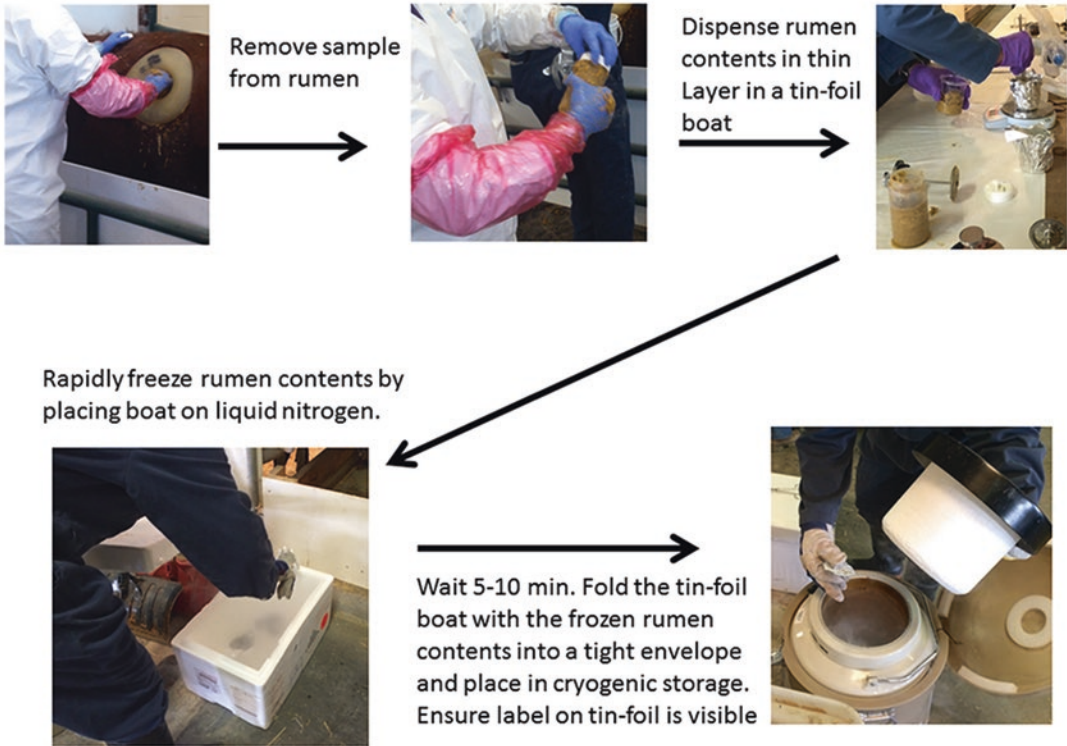 Remove sample
from rumen
Dispense rumen
contents in thin
Layer in a tin-foil
boat
Rapidly freeze rumen contents by
placing boat on liquid nitrogen.
Wait 5-10 min. Fold the tin-foil
boat with the frozen rumen
contents into a tight envelope
and place in cryogenic storage.
Ensure label on tin-foil is visible